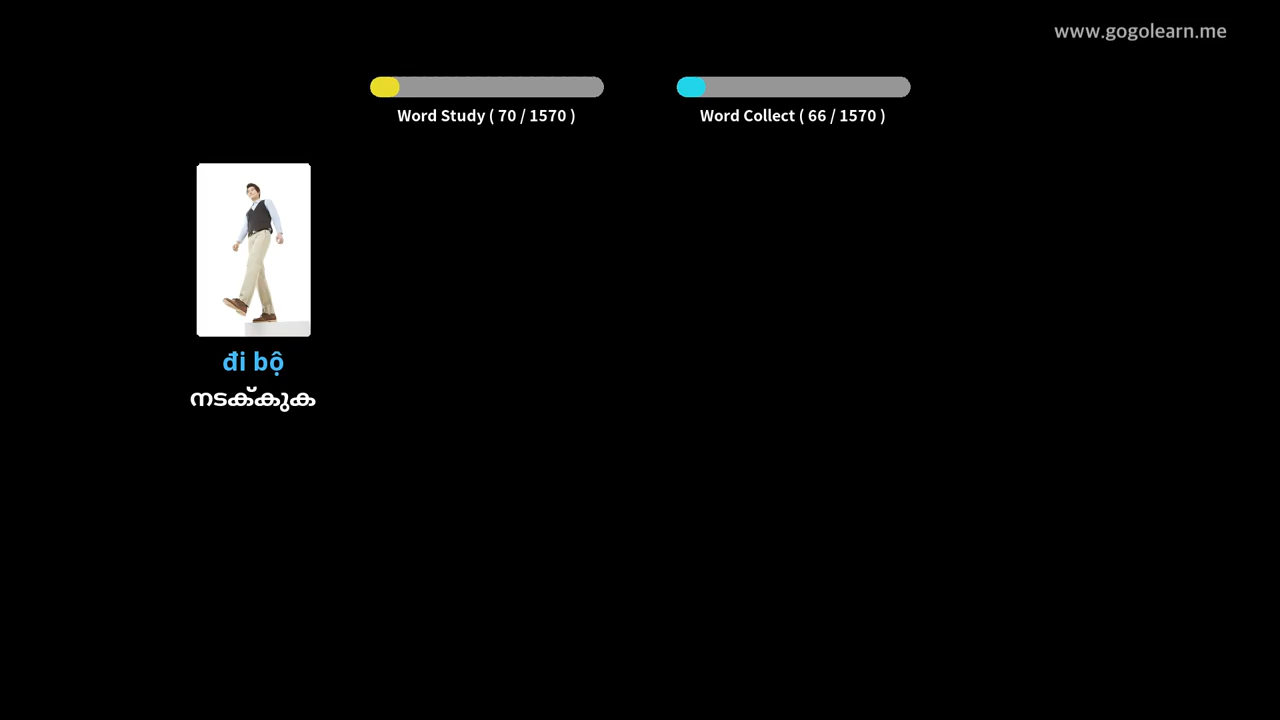 www.gogolearn.me
Word Study ( 70 / 1570 )
Word Collect ( 66 / 1570 )
đi bộ
നടക്കുക